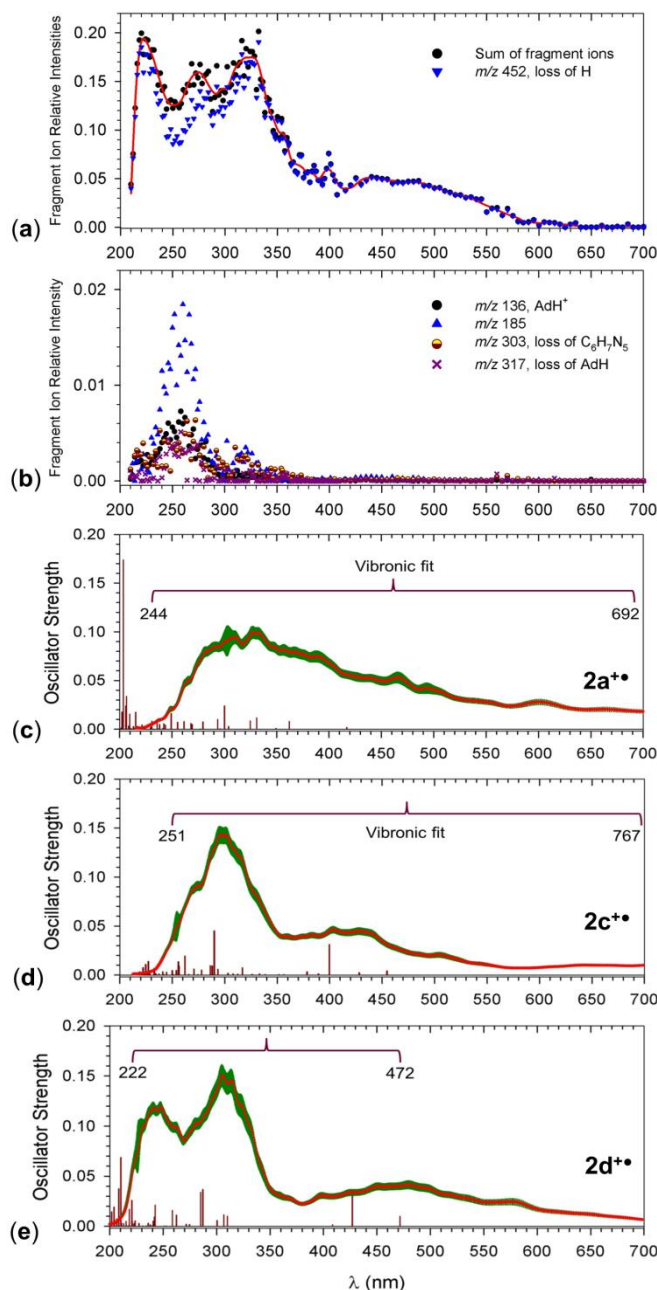 Fragment Ion Relative Intensities
0.20
0.15
0.10
0.05
0.00
Sum of fragment ions
m/z 452, loss of H
(a)
200 250 300 350 400 450 500 550 600 650 700
Fragment Ion Relative Intensity
0.02
0.01
0.00
m/z 136, AdH⁺
m/z 185
m/z 303, loss of C₆H₇N₅
m/z 317, loss of AdH
(b)
200 250 300 350 400 450 500 550 600 650 700
Oscillator Strength
0.20
0.15
0.10
0.05
0.00
Vibronic fit
244
692
2a⁺•
(c)
200 250 300 350 400 450 500 550 600 650 700
Oscillator Strength
0.20
0.15
0.10
0.05
0.00
251
Vibronic fit
767
2c⁺•
(d)
200 250 300 350 400 450 500 550 600 650 700
Oscillator Strength
0.20
0.15
0.10
0.05
0.00
222
472
2d⁺•
(e)
200 250 300 350 400 450 500 550 600 650 700
λ (nm)